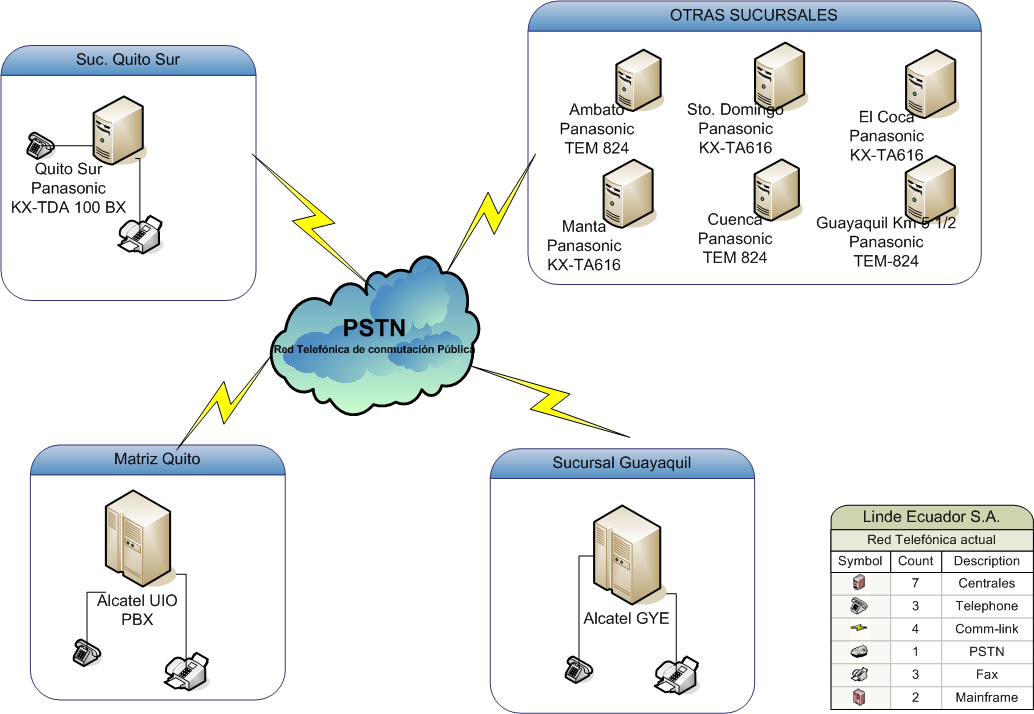 OTRAS SUCURSALES
Ambato
Panasonic
TEM 824
Sto. Domingo
Panasonic
KX-TA616
El Coca
Panasonic
KX-TA616
Manta
Panasonic
KX-TA616
Cuenca
Panasonic
TEM 824
Guayaquil Km 5 1/2
Panasonic
TEM-824
Suc. Quito Sur
Quito Sur
Panasonic
KX-TDA 100 BX
PSTN
Red Telefónica de conmutación Pública
Matriz Quito
Alcatel UIO
PBX
Sucursal Guayaquil
Alcatel GYE
Linde Ecuador S.A.
Red Telefónica actual
Symbol Count Description
7 Centrales
3 Telephone
4 Comm-link
1 PSTN
3 Fax
2 Mainframe